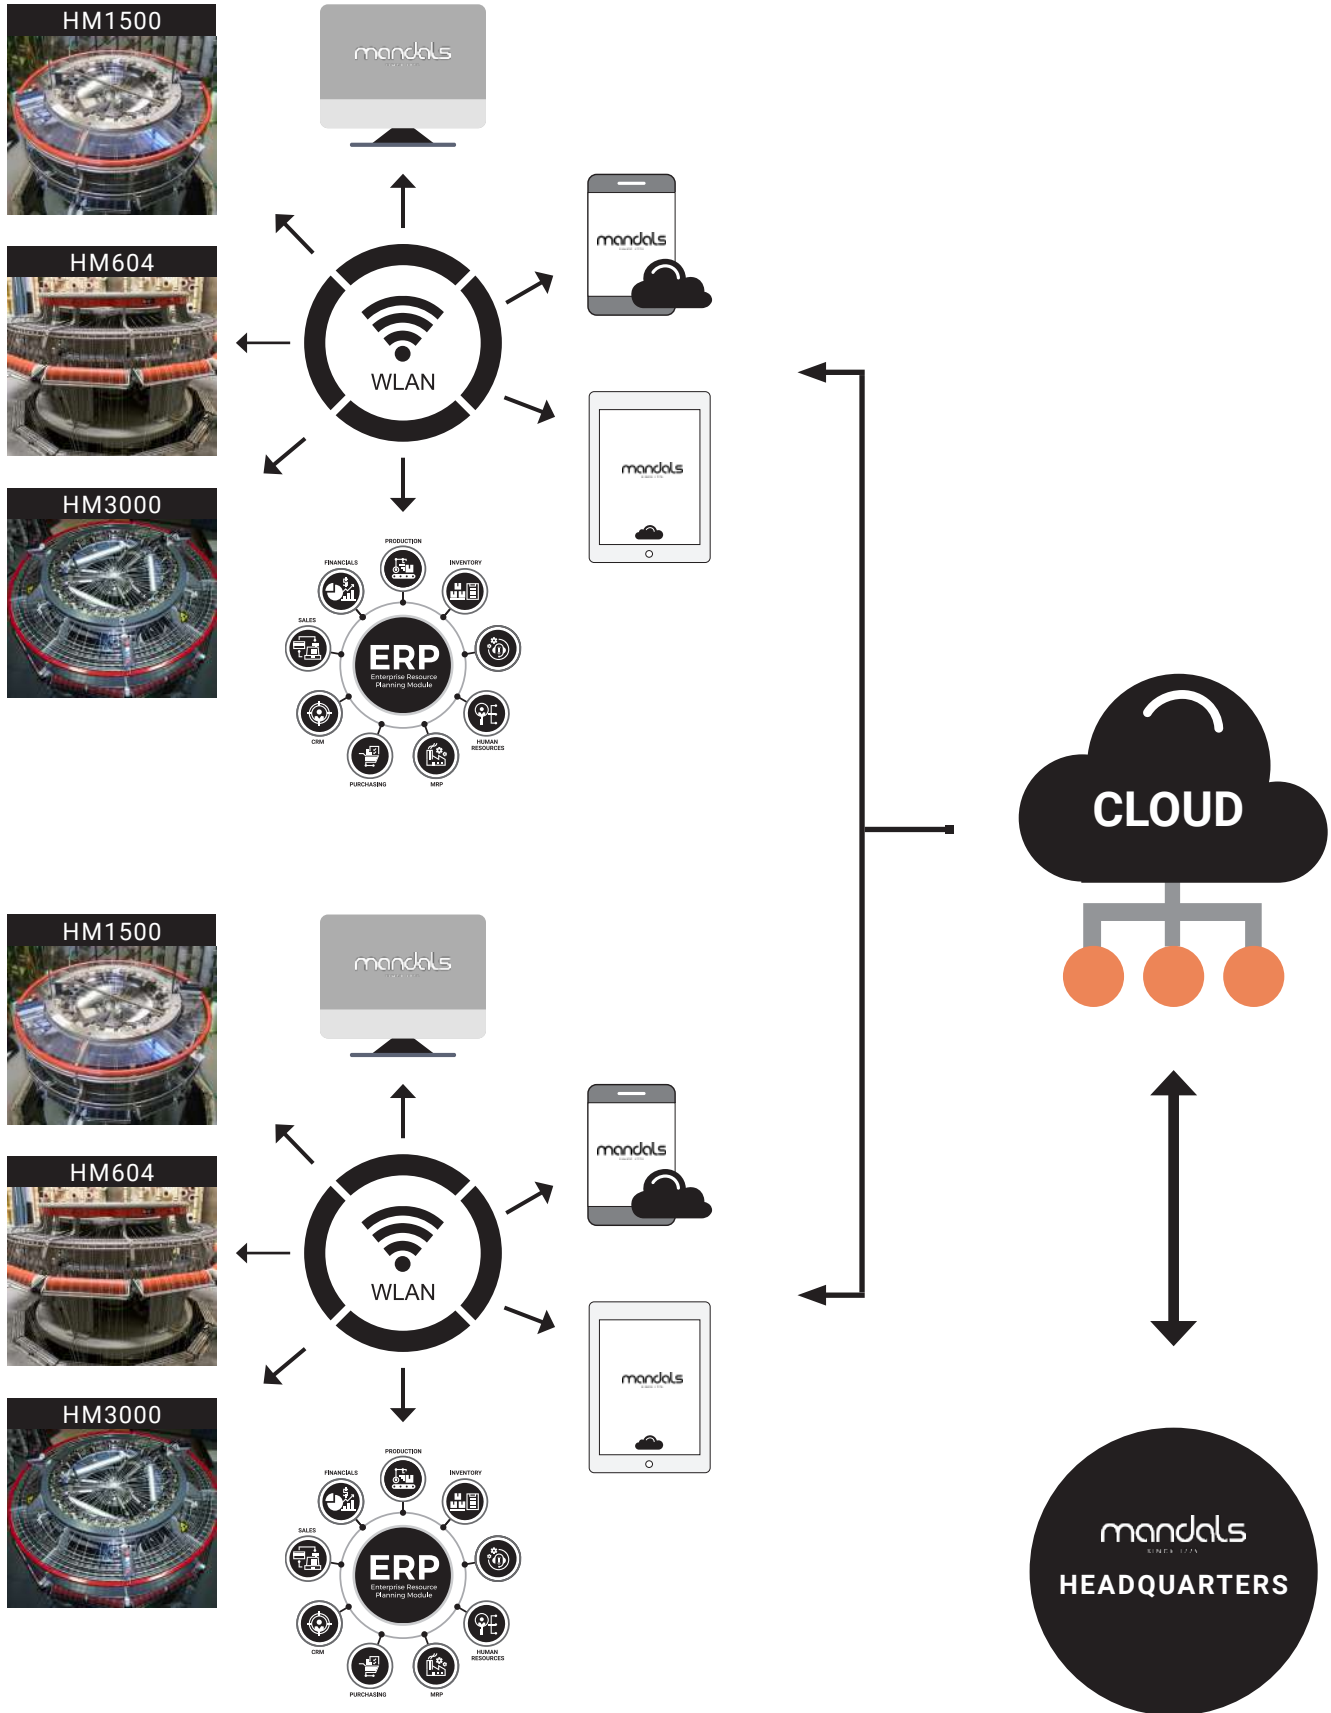 HM1500
mandals
HM604
mandals
WLAN
HM3000
mandals
PRODUCTION
FINANCIALS
INVENTORY
SALES
ERP
Enterprise Resource
Planning Module
CRM
HUMAN
RESOURCES
PURCHASING
MRP
CLOUD
HM1500
mandals
HM604
mandals
WLAN
HM3000
mandals
PRODUCTION
FINANCIALS
INVENTORY
SALES
ERP
Enterprise Resource
Planning Module
CRM
HUMAN
RESOURCES
PURCHASING
MRP
mandals
HEADQUARTERS